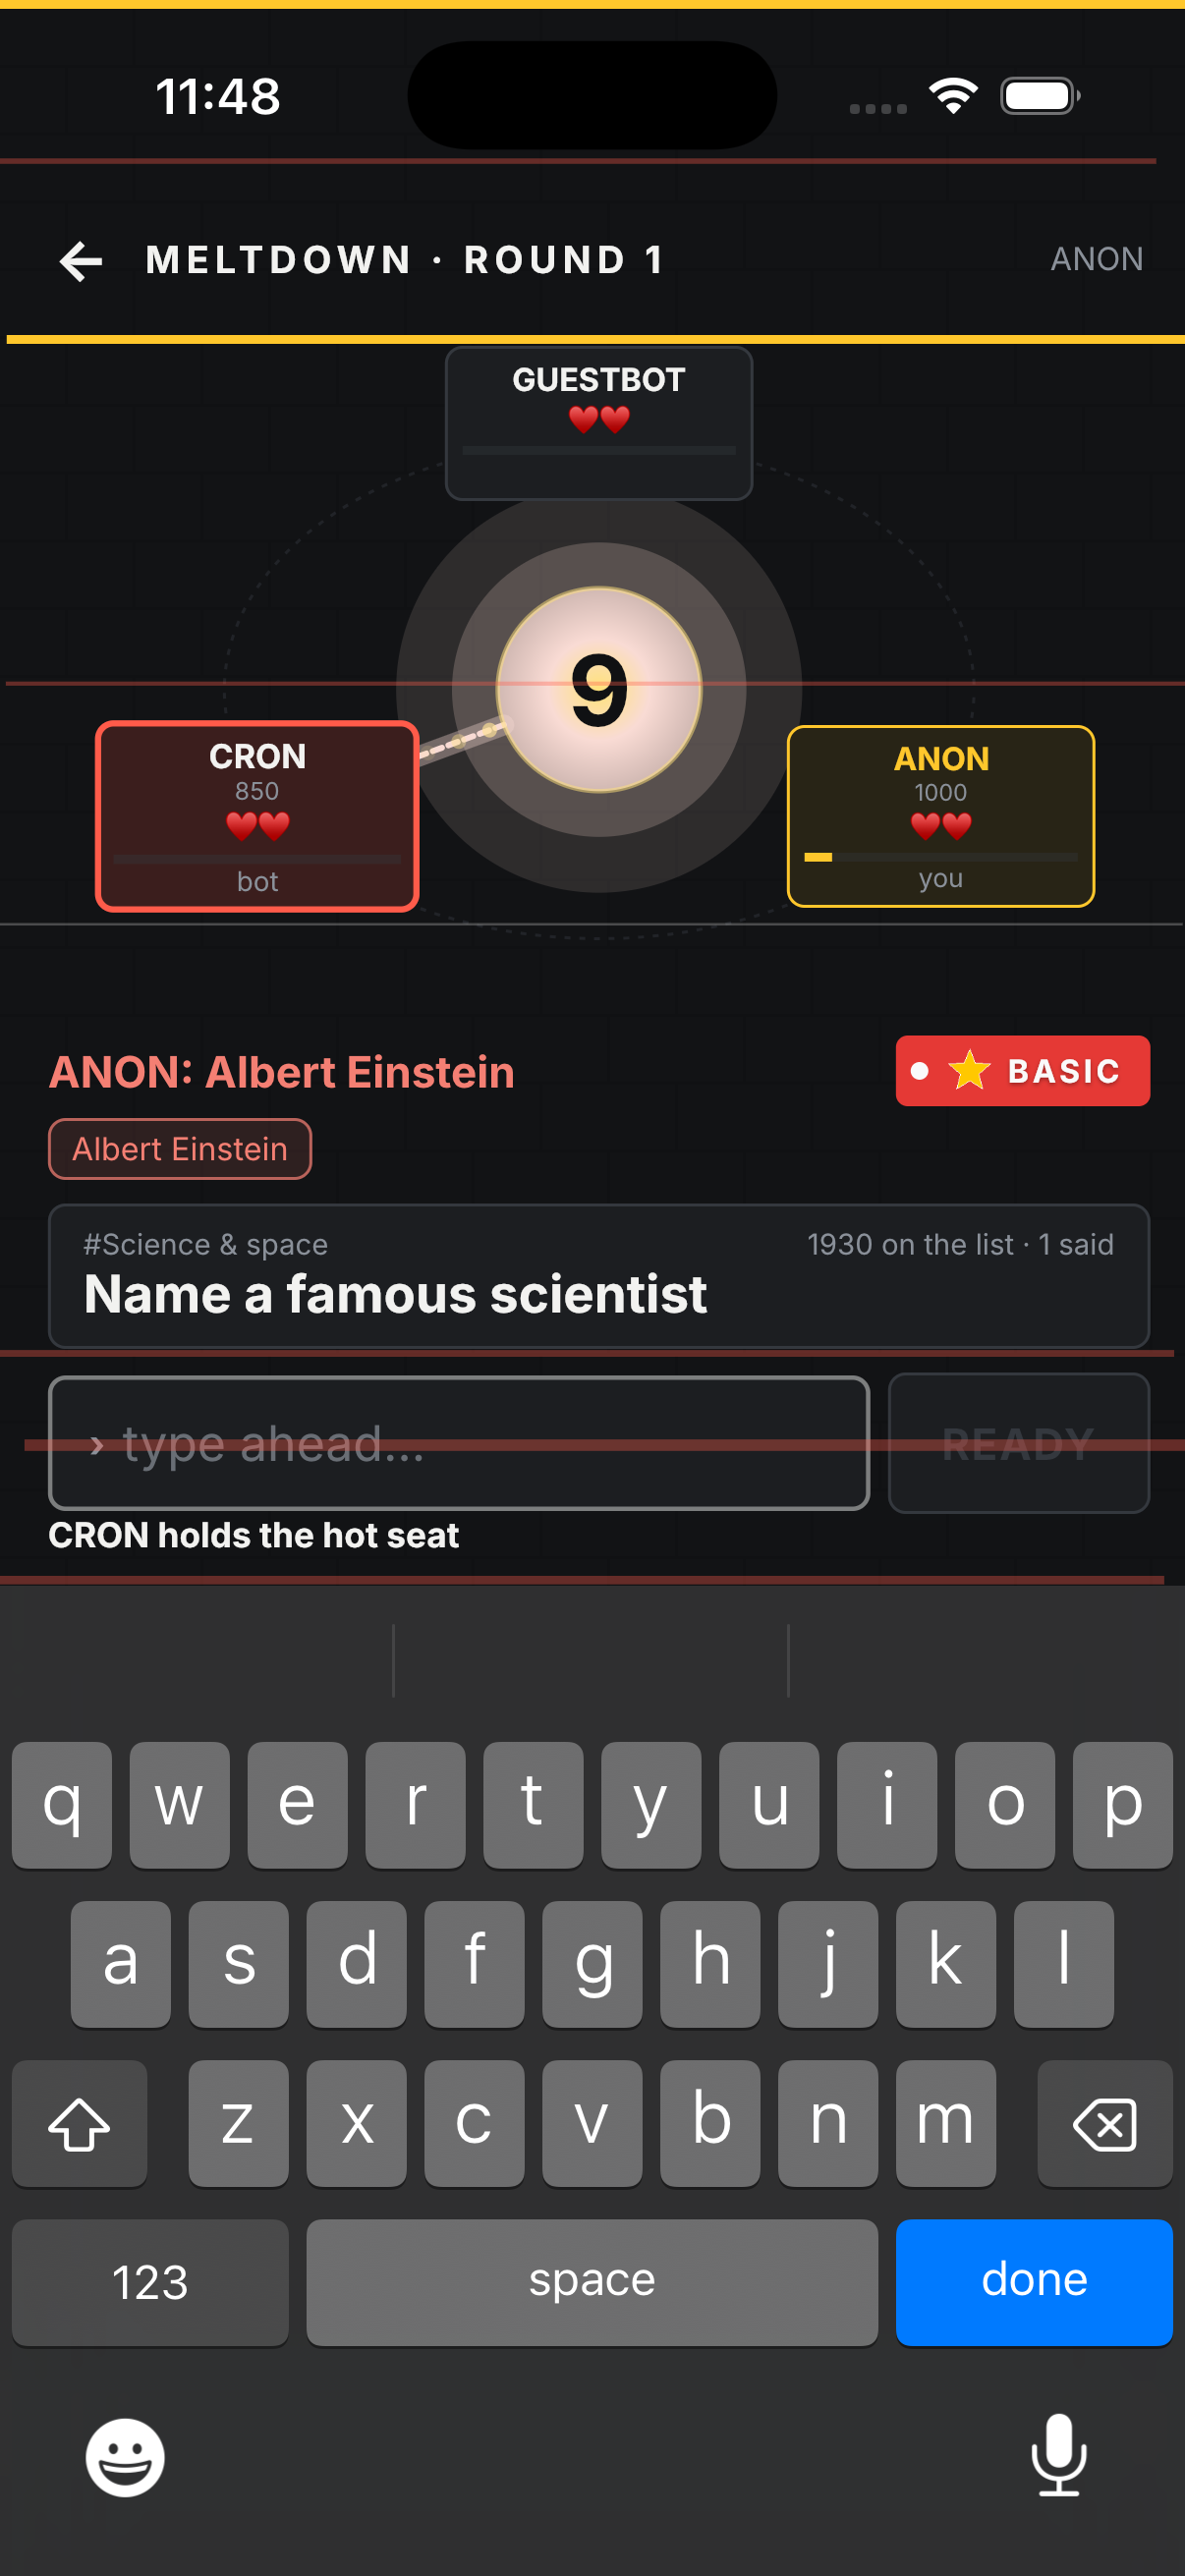 11:48
MELTDOWN · ROUND 1
ANON
GUESTBOT
♥♥
9
CRON
850
♥♥
bot
ANON
1000
♥♥
you
ANON: Albert Einstein
⭐ BASIC
Albert Einstein
#Science & space
1930 on the list · 1 said
Name a famous scientist
› type ahead...
READY
CRON holds the hot seat
q w e r t y u i o p
a s d f g h j k l
z x c v b n m
123
space
done